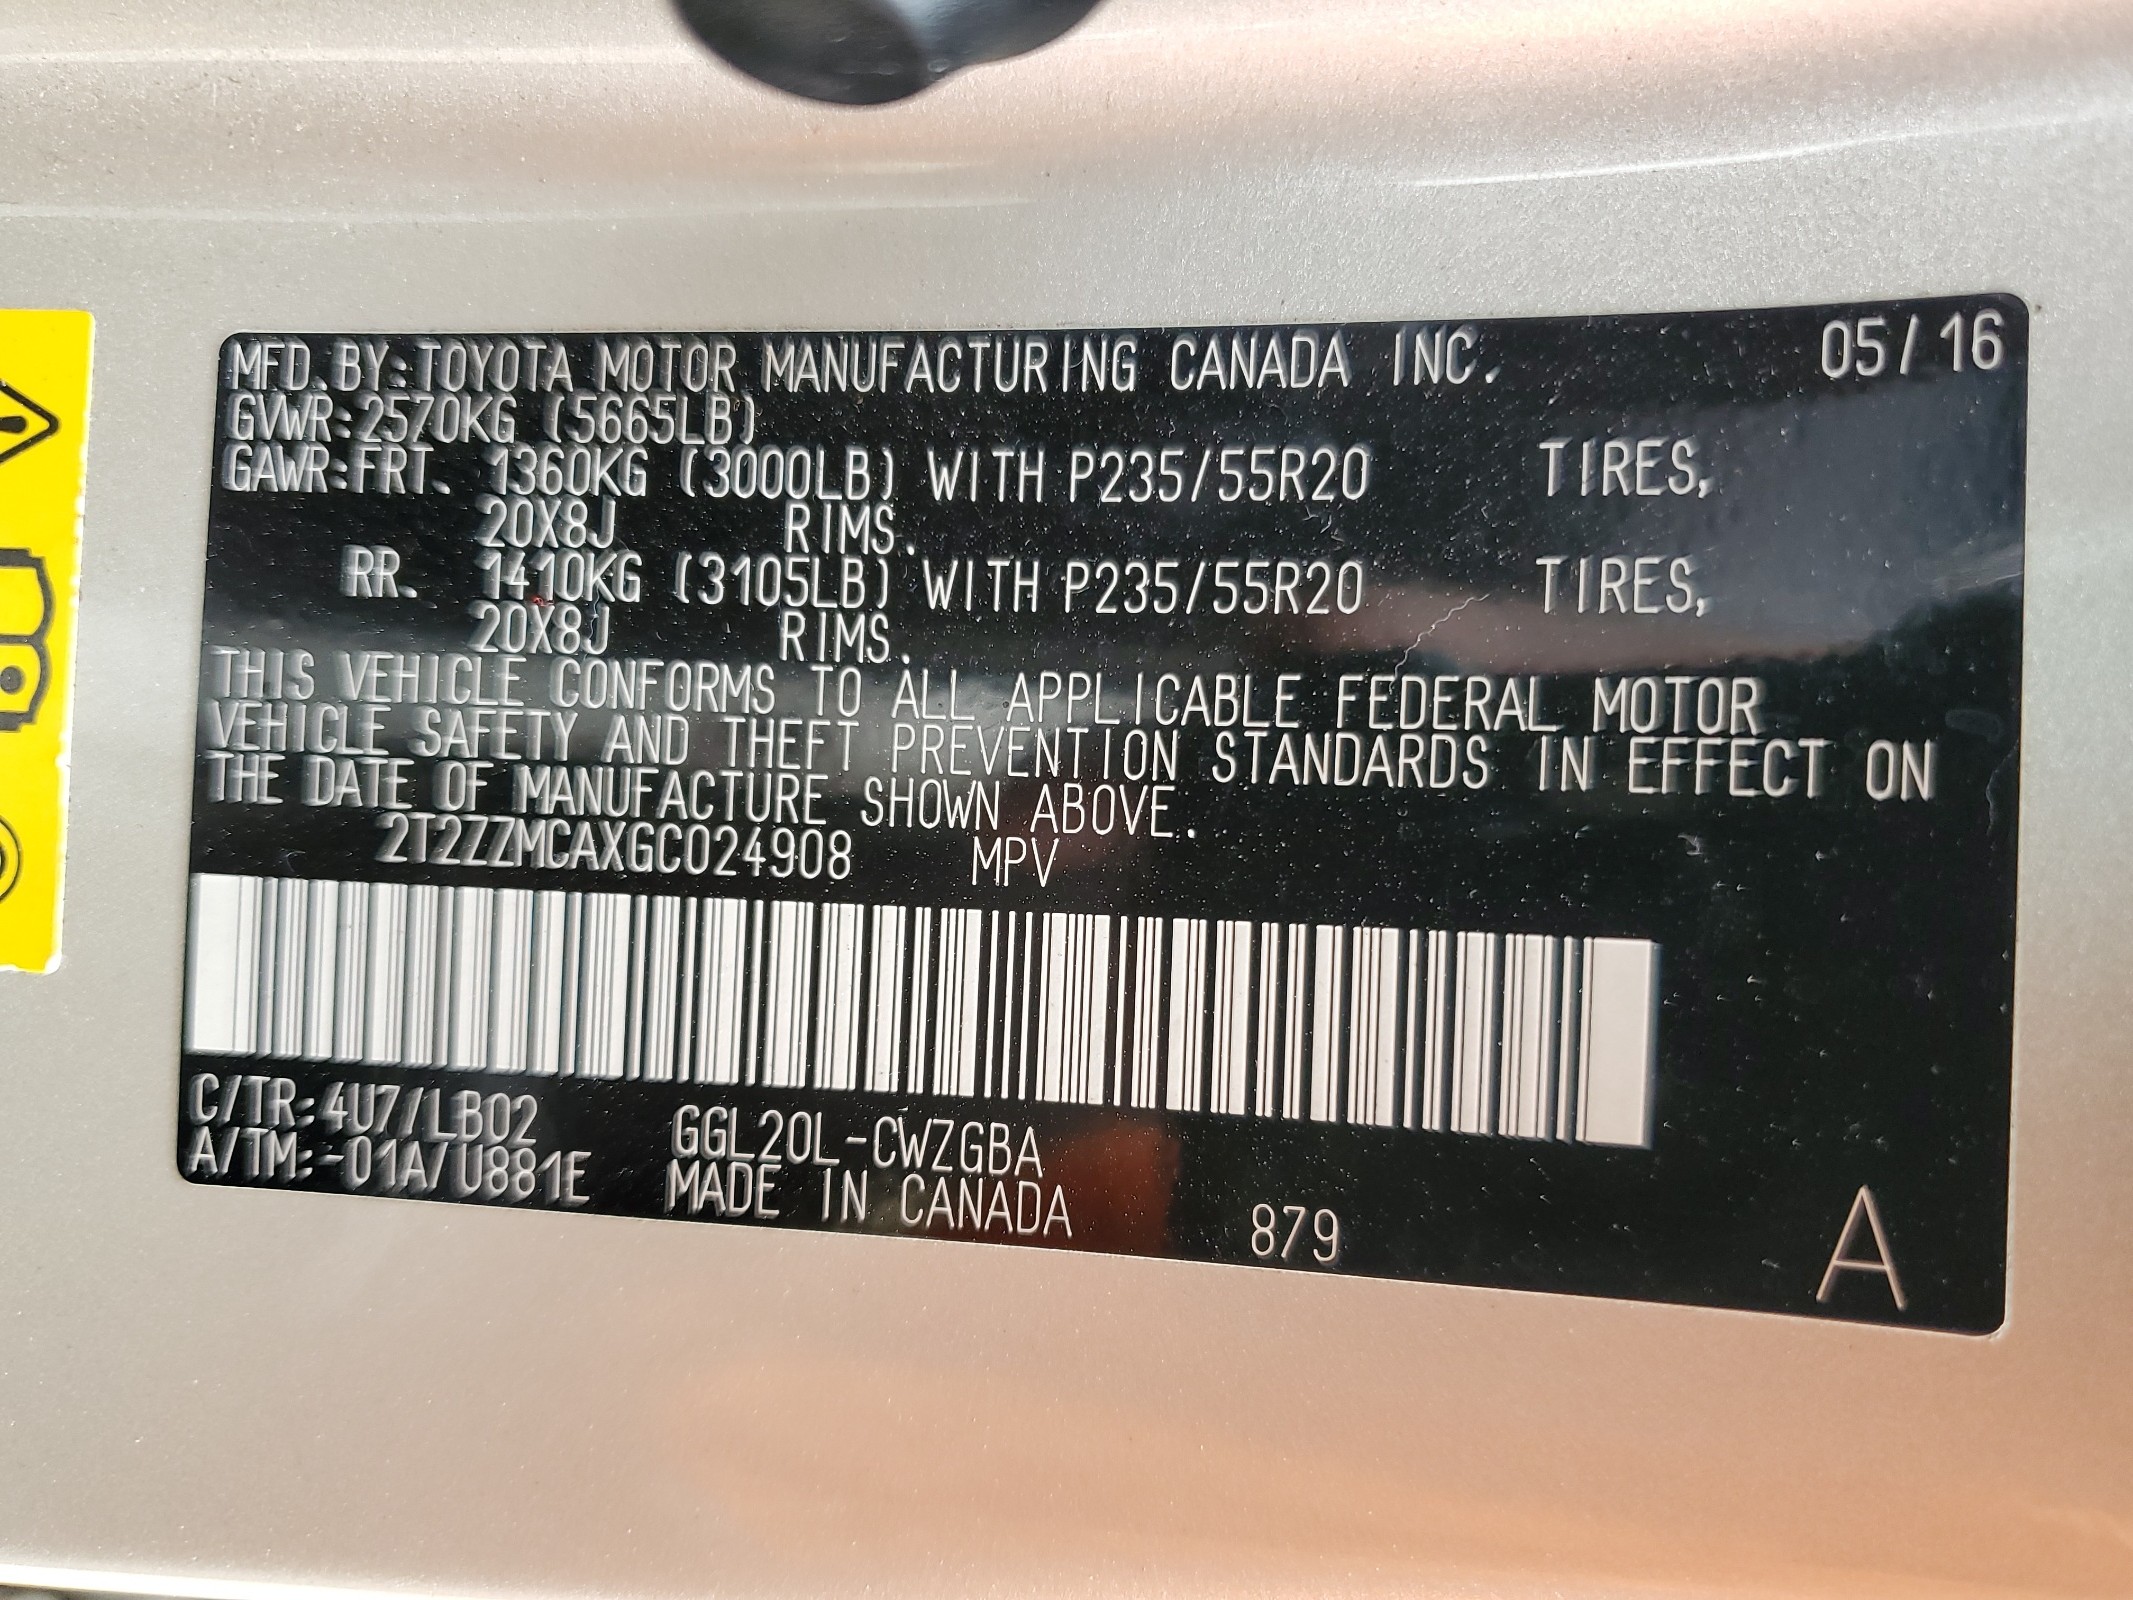 MFD. BY: TOYOTA MOTOR MANUFACTURING CANADA INC. 05/16
GVWR: 2570KG (5665LB)
GAWR: FRT. 1360KG (3000LB) WITH P235/55R20 TIRES,
20X8J RIMS.
RR. 1410KG (3105LB) WITH P235/55R20 TIRES,
20X8J RIMS.
THIS VEHICLE CONFORMS TO ALL APPLICABLE FEDERAL MOTOR
VEHICLE SAFETY AND THEFT PREVENTION STANDARDS IN EFFECT ON
THE DATE OF MANUFACTURE SHOWN ABOVE.
2T2ZZMCAXGC024908 MPV
C/TR: 4U7/LB02 GGL20L-CWZGBA
A/TM: -01A/U881E MADE IN CANADA 879 A